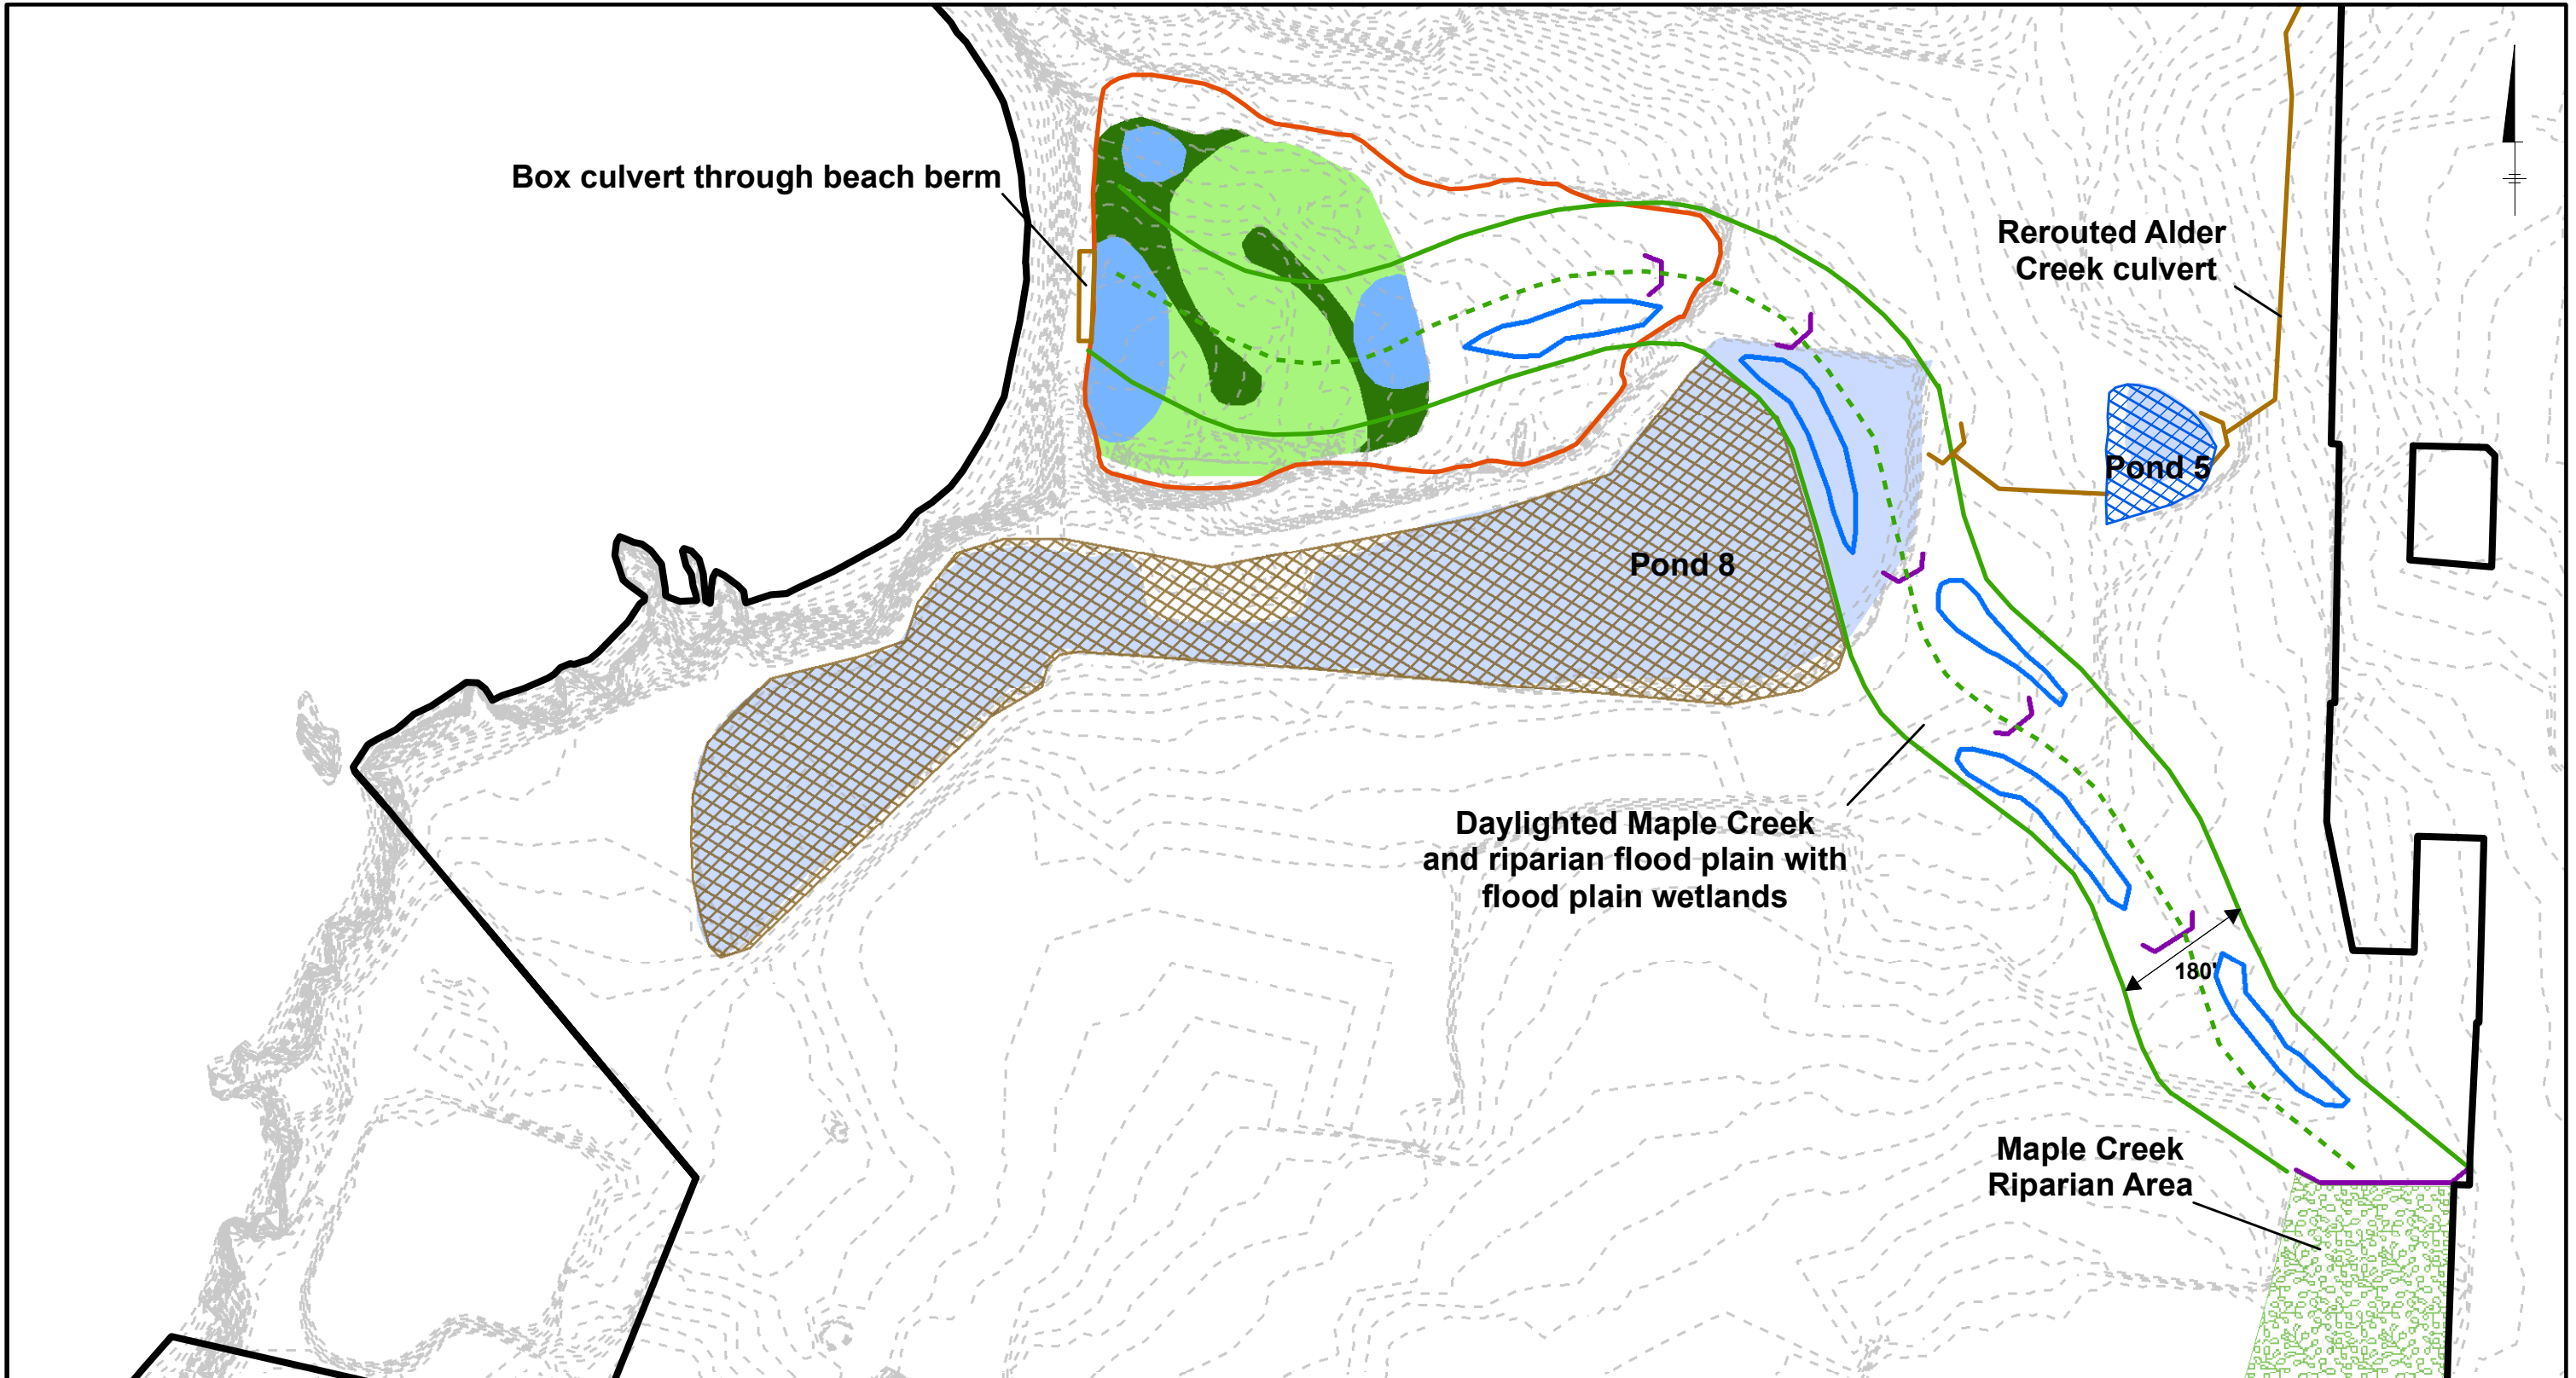 Box culvert through beach berm
Rerouted Alder
Creek culvert
Pond 5
Pond 8
Daylighted Maple Creek
and riparian flood plain with
flood plain wetlands
180'
Maple Creek
Riparian Area